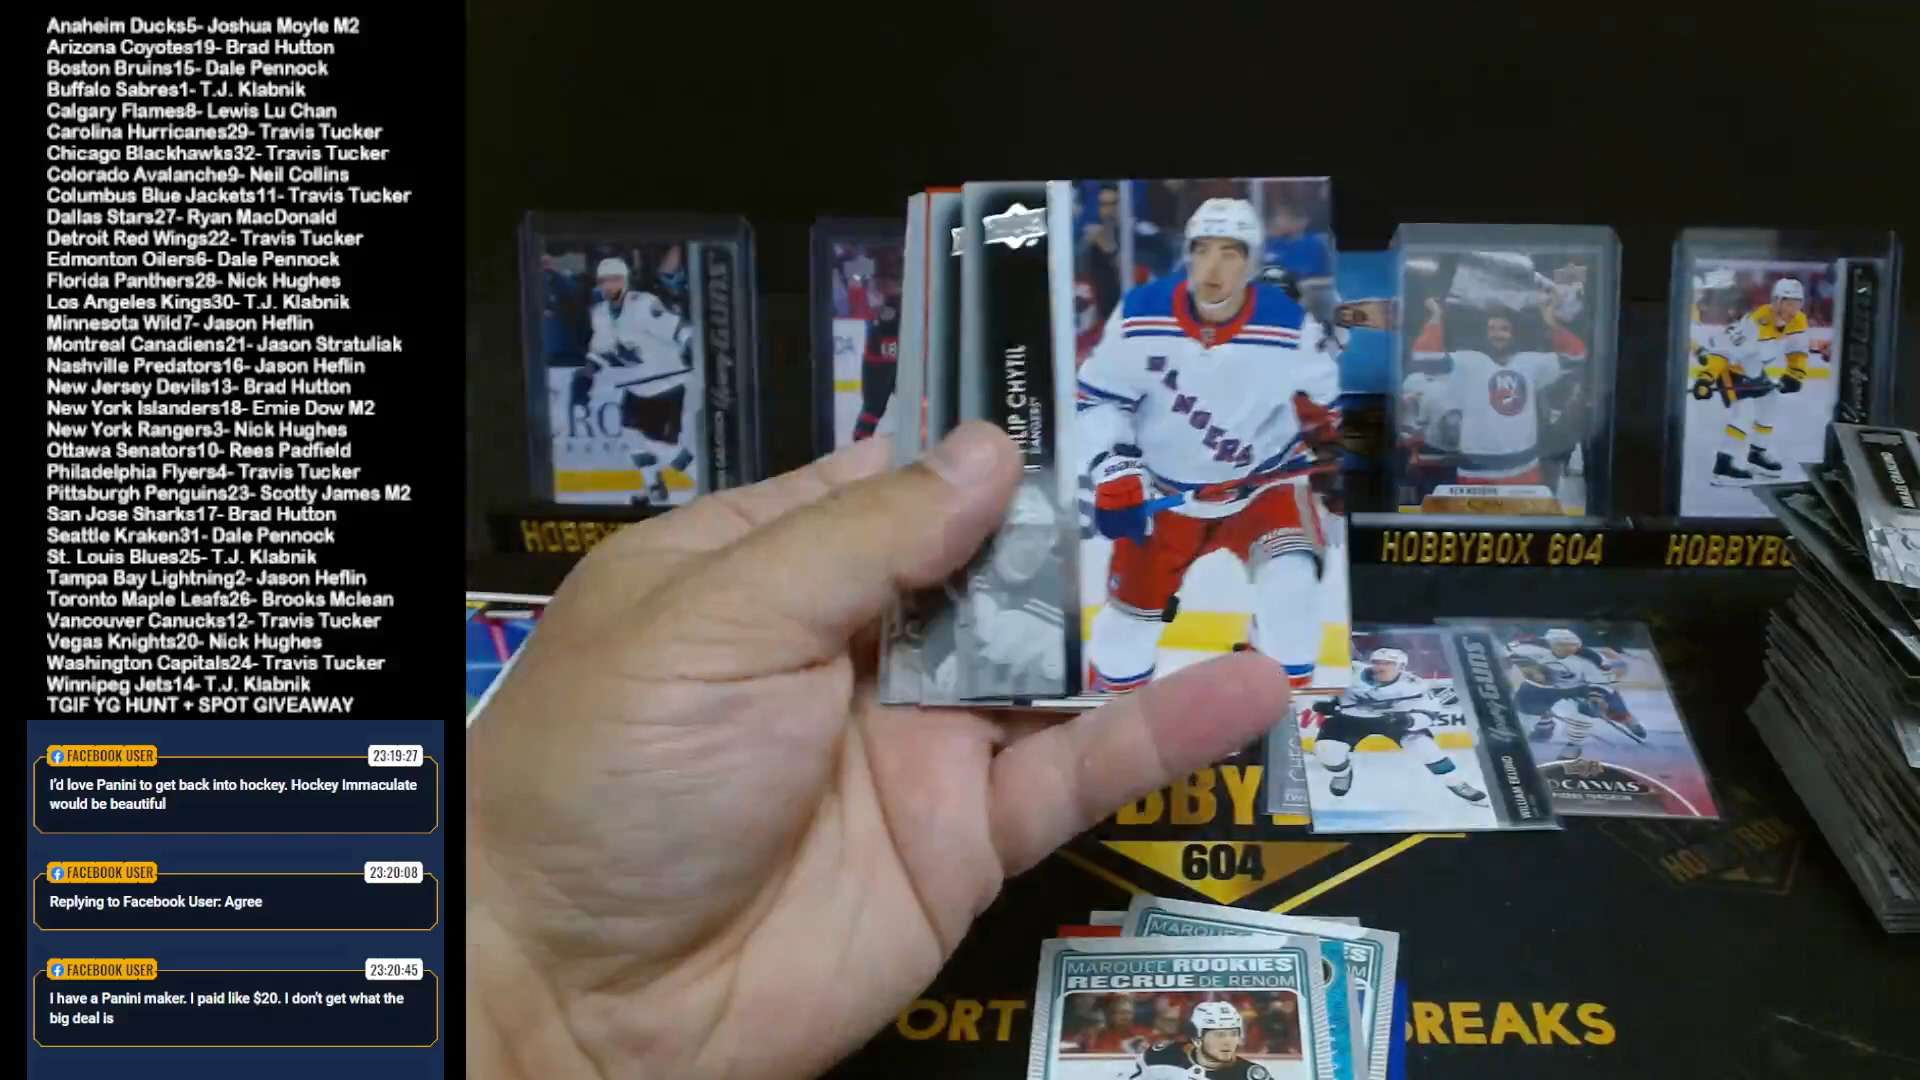 Anaheim Ducks5- Joshua Moyle M2
Arizona Coyotes19- Brad Hutton
Boston Bruins15- Dale Pennock
Buffalo Sabres1- T.J. Klabnik
Calgary Flames8- Lewis Lu Chan
Carolina Hurricanes29- Travis Tucker
Chicago Blackhawks32- Travis Tucker
Colorado Avalanche9- Neil Collins
Columbus Blue Jackets11- Travis Tucker
Dallas Stars27- Ryan MacDonald
Detroit Red Wings22- Travis Tucker
Edmonton Oilers6- Dale Pennock
Florida Panthers28- Nick Hughes
Los Angeles Kings30- T.J. Klabnik
Minnesota Wild7- Jason Heflin
Montreal Canadiens21- Jason Stratuliak
Nashville Predators16- Jason Heflin
New Jersey Devils13- Brad Hutton
New York Islanders18- Ernie Dow M2
New York Rangers3- Nick Hughes
Ottawa Senators10- Rees Padfield
Philadelphia Flyers4- Travis Tucker
Pittsburgh Penguins23- Scotty James M2
San Jose Sharks17- Brad Hutton
Seattle Kraken31- Dale Pennock
St. Louis Blues25- T.J. Klabnik
Tampa Bay Lightning2- Jason Heflin
Toronto Maple Leafs26- Brooks Mclean
Vancouver Canucks12- Travis Tucker
Vegas Knights20- Nick Hughes
Washington Capitals24- Travis Tucker
Winnipeg Jets14- T.J. Klabnik
TGIF YG HUNT + SPOT GIVEAWAY
FACEBOOK USER 23:19:27
I'd love Panini to get back into hockey. Hockey Immaculate
would be beautiful
FACEBOOK USER 23:20:08
Replying to Facebook User: Agree
FACEBOOK USER 23:20:45
I have a Panini maker. I paid like $20. I don't get what the
big deal is
CHYTIL
RANGERS
HOBBYBOX 604
GUNS
WILLIAM EKLUND
CANVAS
604
MARQUEE ROOKIES
RECRUE DE RENOM
BREAKS